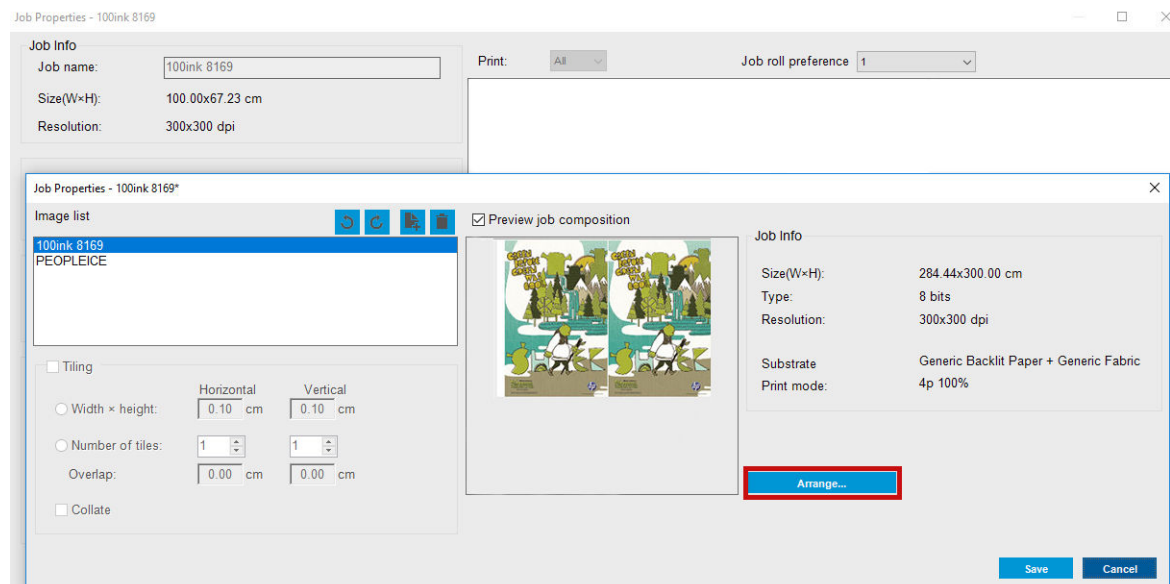 Job Properties - 100ink 8169
Job Info
Job name: 100ink 8169
Size(W×H): 100.00x67.23 cm
Resolution: 300x300 dpi
Print: All
Job roll preference 1
Job Properties - 100ink 8169*
Image list
100ink 8169
PEOPLEICE
Tiling
Horizontal Vertical
Width × height: 0.10 cm 0.10 cm
Number of tiles: 1 1
Overlap: 0.00 cm 0.00 cm
Collate
Preview job composition
Job Info
Size(W×H): 284.44x300.00 cm
Type: 8 bits
Resolution: 300x300 dpi
Substrate Generic Backlit Paper + Generic Fabric
Print mode: 4p 100%
Arrange...
Save Cancel